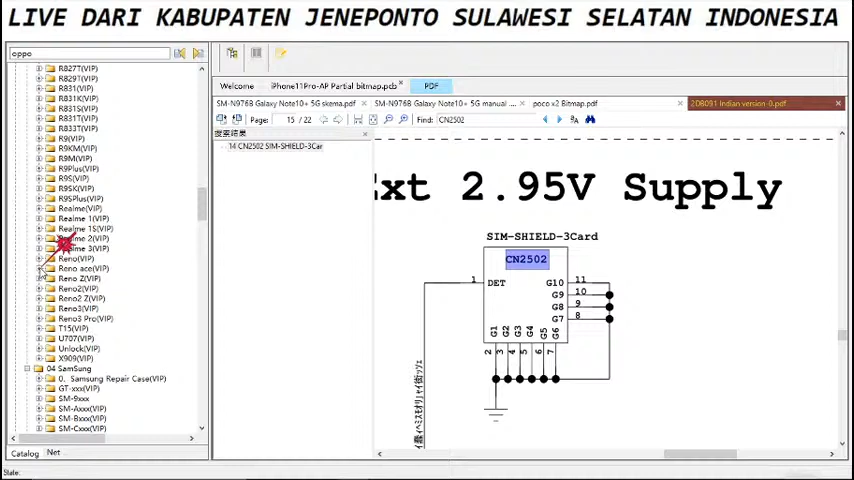 LIVE DARI KABUPATEN JENEPONTO SULAWESI SELATAN INDONESIA
oppo
R827T(VIP)
R829T(VIP)
R831(VIP)
R831K(VIP)
R831S(VIP)
R831T(VIP)
R833T(VIP)
R9(VIP)
R9KM(VIP)
R9M(VIP)
R9Plus(VIP)
R9S(VIP)
R9SK(VIP)
R9SPlus(VIP)
Realme(VIP)
Realme 1(VIP)
Realme 1S(VIP)
2(VIP)
3(VIP)
Reno(VIP)
Reno ace(VIP)
Reno Z(VIP)
Reno2(VIP)
Reno2 Z(VIP)
Reno3(VIP)
Reno3 Pro(VIP)
T15(VIP)
U707(VIP)
Unlock(VIP)
X909(VIP)
04 SamSung
0. Samsung Repair Case(VIP)
GT-xxx(VIP)
SM-9xxx
SM-Axxx(VIP)
SM-Bxxx(VIP)
SM-Cxxx(VIP)
Catalog Net
State:
Welcome iPhone11Pro-AP Partial bitmap.pcb PDF
SM-N976B Galaxy Note10+ 5G skema.pdf SM-N976B Galaxy Note10+ 5G manual .... poco x2 Bitmap.pdf 2DB091 Indian version-0.pdf
Page: 15 / 22 Find: CN2502
搜索结果
14 CN2502 SIM-SHIELD-3Car
Ext 2.95V Supply
SIM-SHIELD-3Card
CN2502
1 DET G10 11
G9 10
G8 9
G7 8
G1 G2 G3 G4 G5 G6
2 3 4 5 6 7